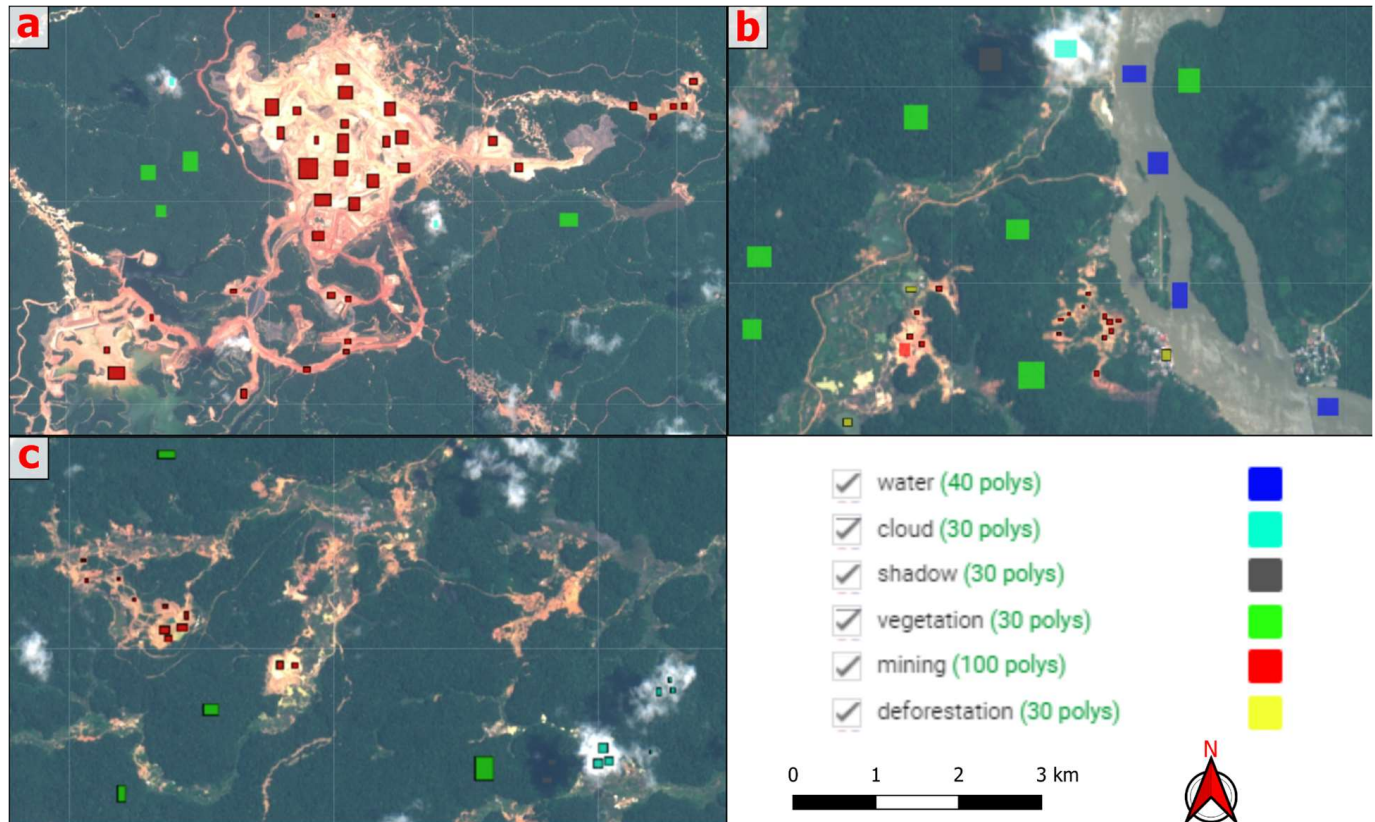 a
b
c
water (40 polys)
cloud (30 polys)
shadow (30 polys)
vegetation (30 polys)
mining (100 polys)
deforestation (30 polys)
0 1 2 3 km
N